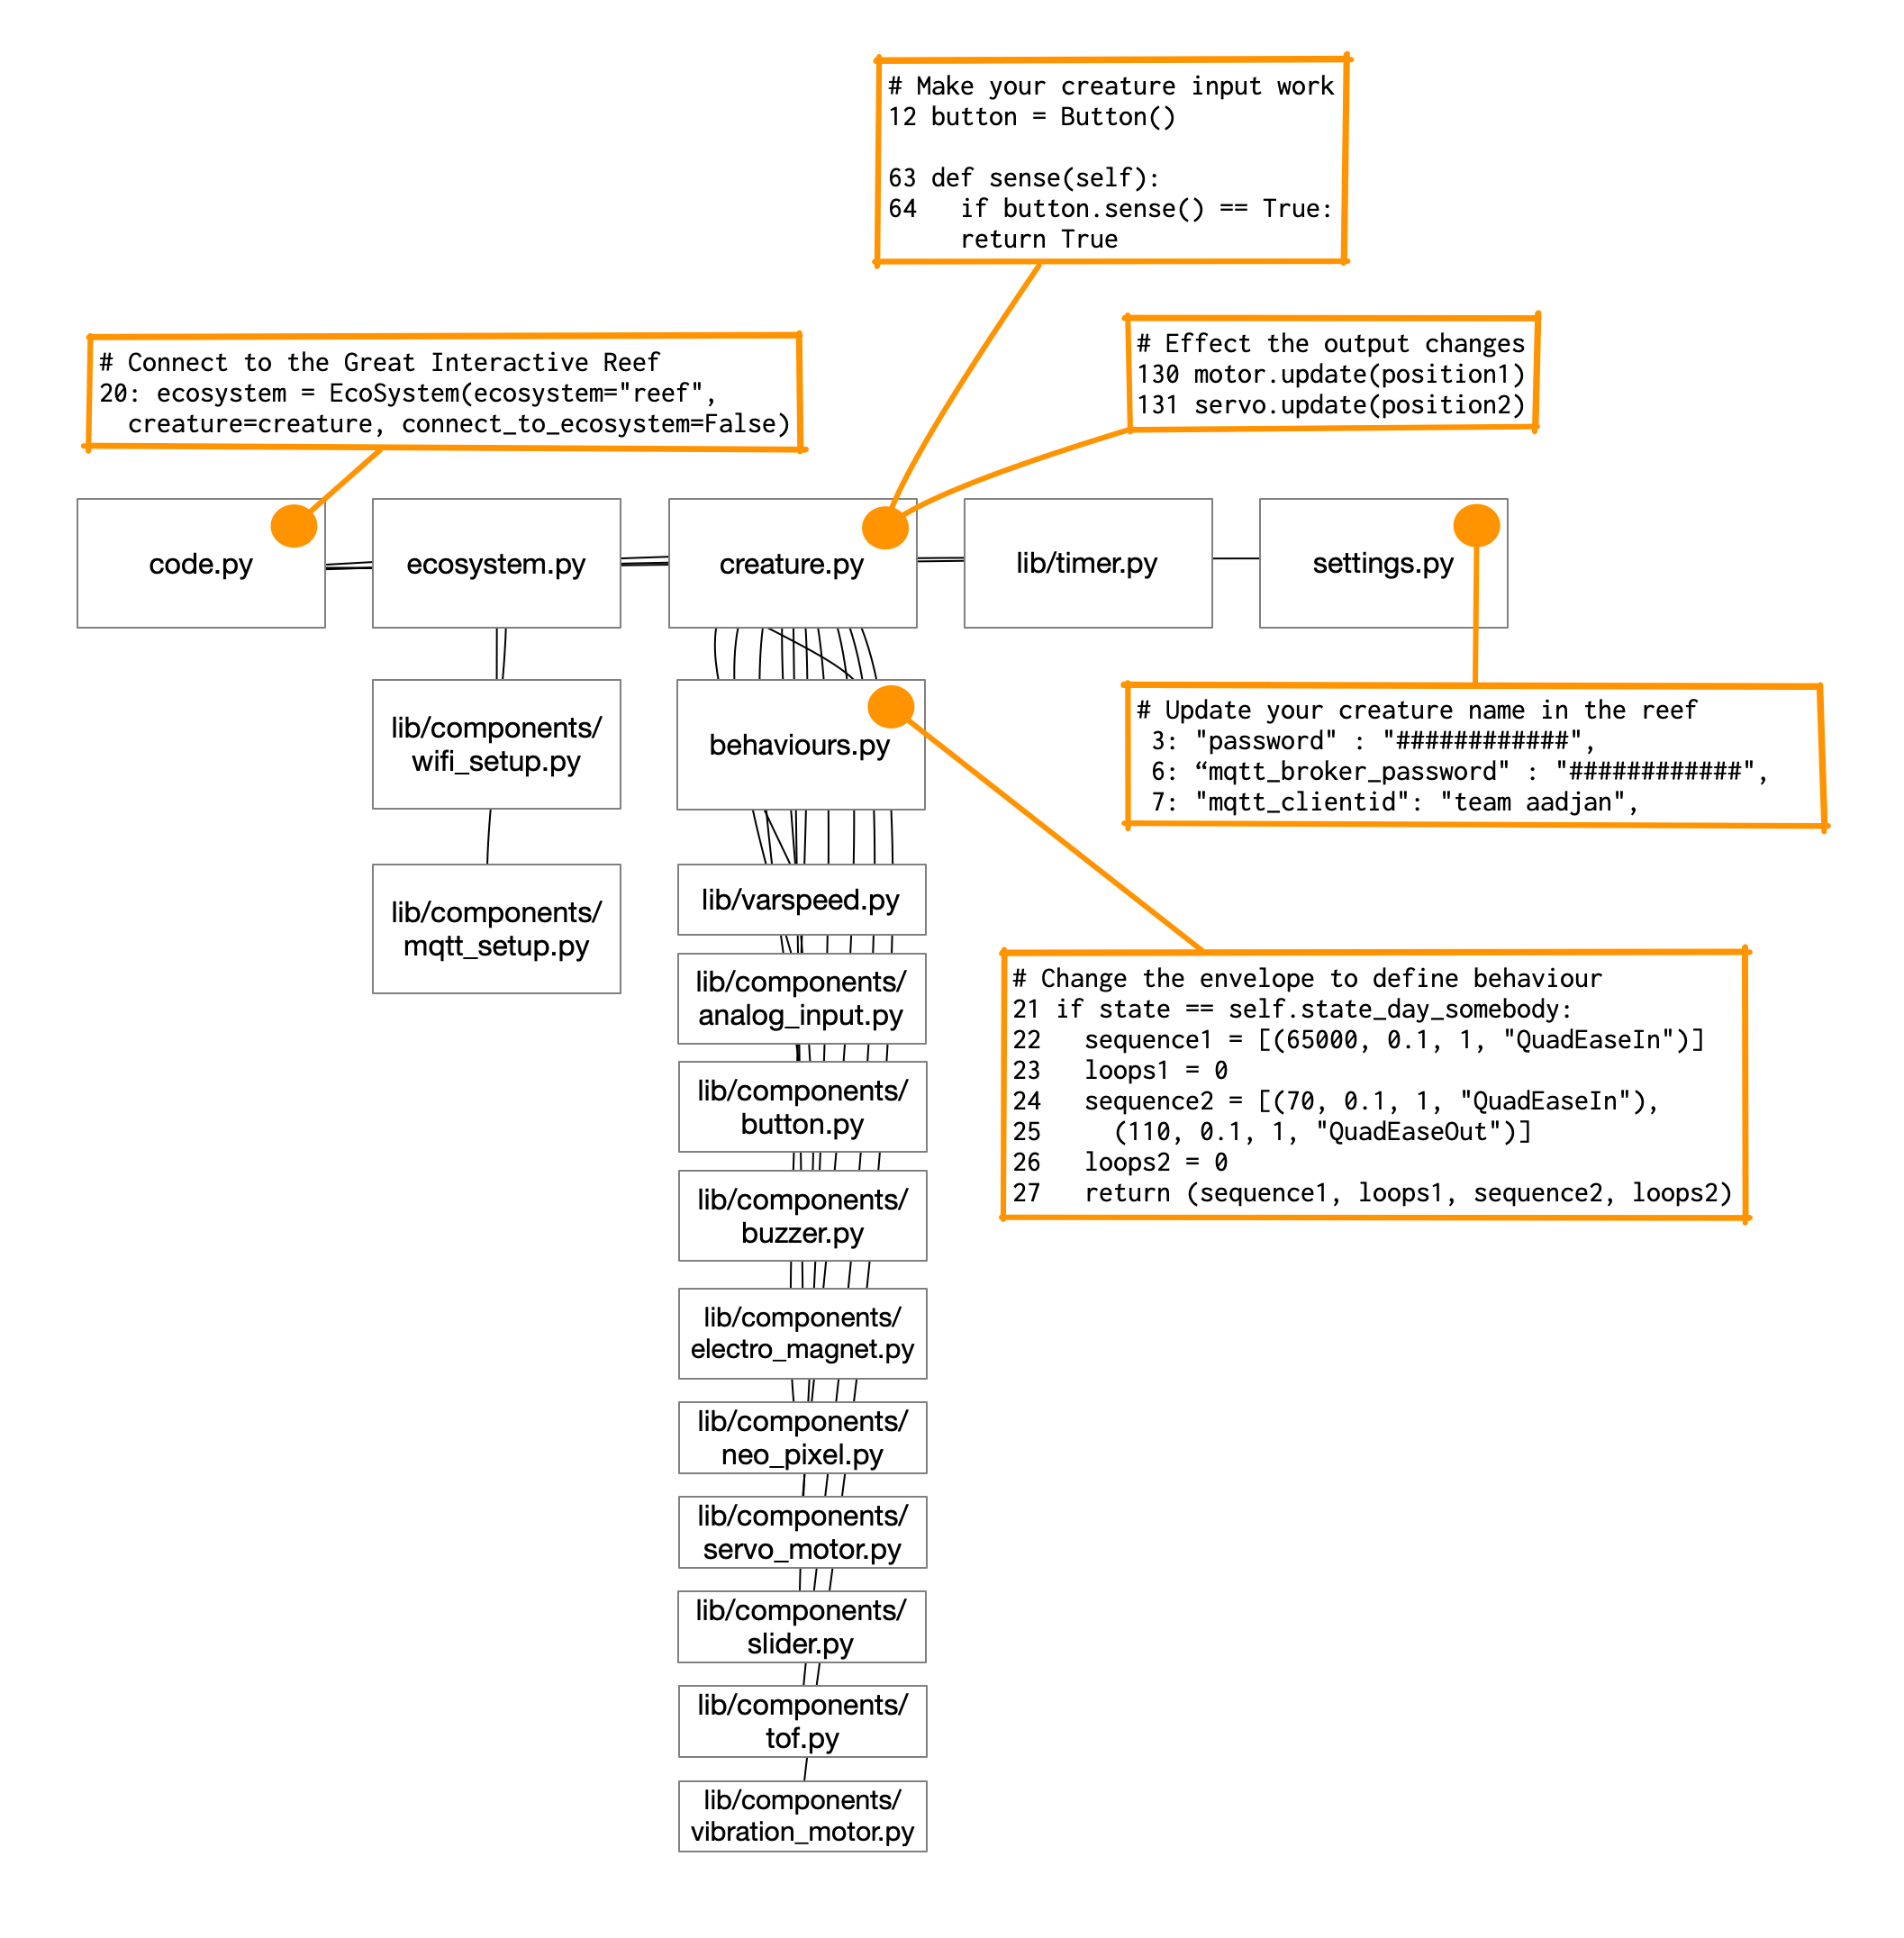 # Make your creature input work
12 button = Button()
63 def sense(self):
64   if button.sense() == True:
     return True
# Effect the output changes
130 motor.update(position1)
131 servo.update(position2)
# Connect to the Great Interactive Reef
20: ecosystem = EcoSystem(ecosystem="reef",
  creature=creature, connect_to_ecosystem=False)
code.py
ecosystem.py
creature.py
lib/timer.py
settings.py
lib/components/
wifi_setup.py
behaviours.py
# Update your creature name in the reef
 3: "password" : "############",
 6: “mqtt_broker_password" : "############",
 7: "mqtt_clientid": "team aadjan",
lib/components/
mqtt_setup.py
lib/varspeed.py
lib/components/
analog_input.py
# Change the envelope to define behaviour
21 if state == self.state_day_somebody:
22   sequence1 = [(65000, 0.1, 1, "QuadEaseIn")]
23   loops1 = 0
24   sequence2 = [(70, 0.1, 1, "QuadEaseIn"),
25     (110, 0.1, 1, "QuadEaseOut")]
26   loops2 = 0
27   return (sequence1, loops1, sequence2, loops2)
lib/components/
button.py
lib/components/
buzzer.py
lib/components/
electro_magnet.py
lib/components/
neo_pixel.py
lib/components/
servo_motor.py
lib/components/
slider.py
lib/components/
tof.py
lib/components/
vibration_motor.py